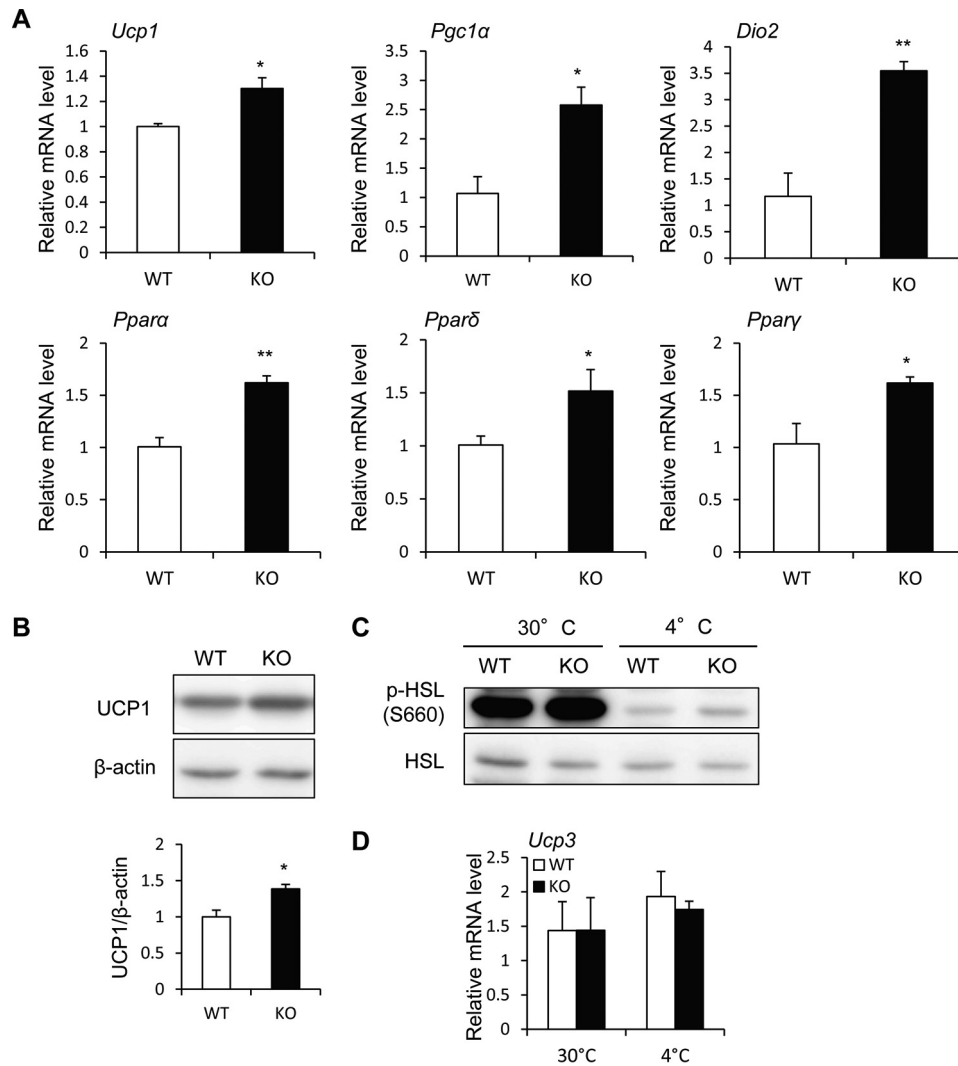 A
Ucp1
Relative mRNA level
1.6
1.4
1.2
1
0.8
0.6
0.4
0.2
0
*
WT
KO
Pgc1α
Relative mRNA level
3.5
3
2.5
2
1.5
1
0.5
0
*
WT
KO
Dio2
Relative mRNA level
4
3.5
3
2.5
2
1.5
1
0.5
0
**
WT
KO
Pparα
Relative mRNA level
2
1.5
1
0.5
0
**
WT
KO
Pparδ
Relative mRNA level
2
1.5
1
0.5
0
*
WT
KO
Pparγ
Relative mRNA level
2
1.5
1
0.5
0
*
WT
KO
B
WT KO
UCP1
β-actin
UCP1/β-actin
2
1.5
1
0.5
0
*
WT
KO
C
30° C 4° C
WT KO WT KO
p-HSL
(S660)
HSL
D
Ucp3
WT
KO
Relative mRNA level
2.5
2
1.5
1
0.5
0
30°C
4°C